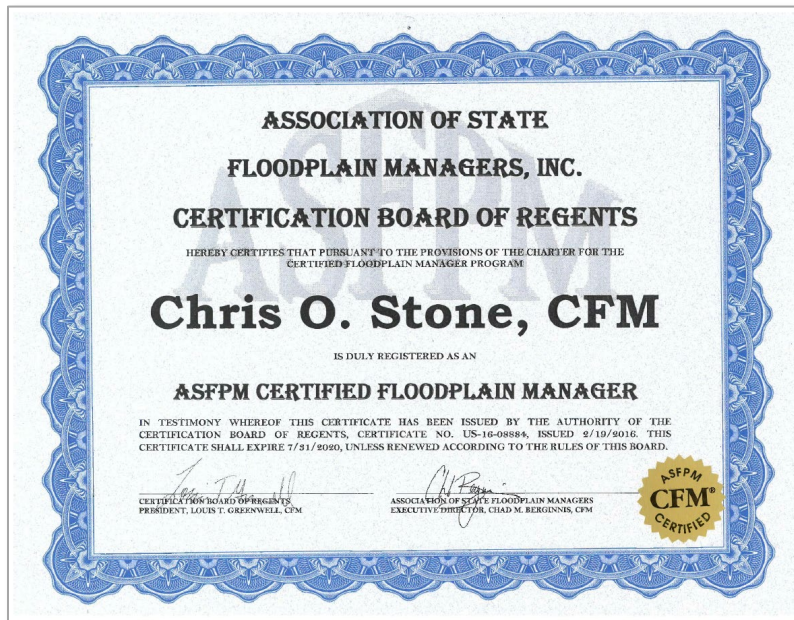 ASSOCIATION OF STATE
FLOODPLAIN MANAGERS, INC.
CERTIFICATION BOARD OF REGENTS
HEREBY CERTIFIES THAT PURSUANT TO THE PROVISIONS OF THE CHARTER FOR THE
CERTIFIED FLOODPLAIN MANAGER PROGRAM
ASFPM
Chris O. Stone, CFM
IS DULY REGISTERED AS AN
ASFPM CERTIFIED FLOODPLAIN MANAGER
IN TESTIMONY WHEREOF THIS CERTIFICATE HAS BEEN ISSUED BY THE AUTHORITY OF THE
CERTIFICATION BOARD OF REGENTS, CERTIFICATE NO. US-16-08884, ISSUED 2/19/2016. THIS
CERTIFICATE SHALL EXPIRE 7/31/2020, UNLESS RENEWED ACCORDING TO THE RULES OF THIS BOARD.
CERTIFICATION BOARD OF REGENTS
PRESIDENT, LOUIS T. GREENWELL, CFM
ASSOCIATION OF STATE FLOODPLAIN MANAGERS
EXECUTIVE DIRECTOR, CHAD M. BERGINNIS, CFM
ASFPM
CFM®
CERTIFIED